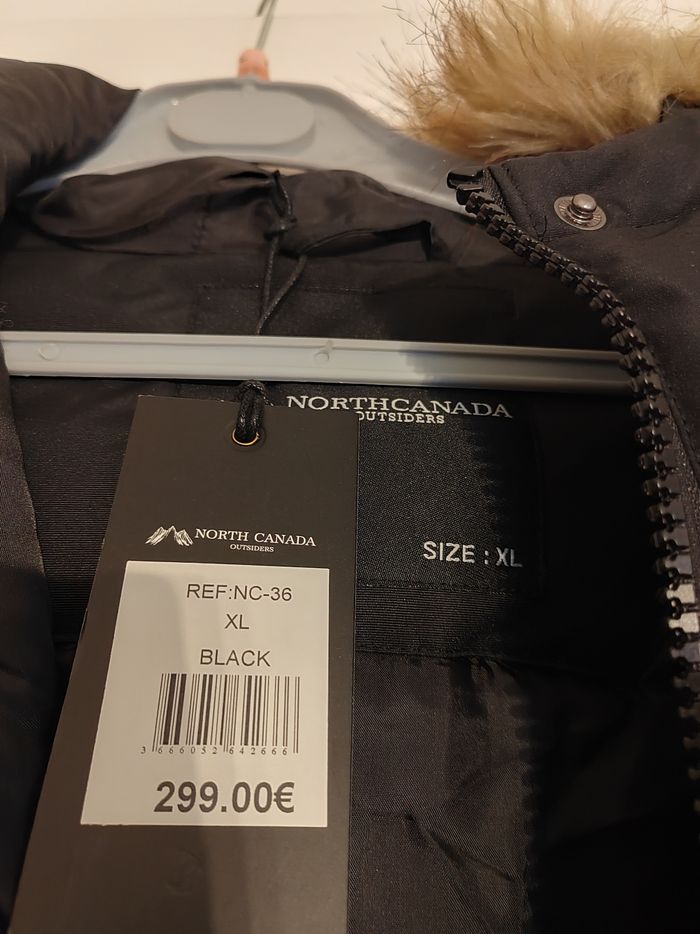 NORTHCANADA
OUTSIDERS
SIZE : XL
NORTH CANADA
OUTSIDERS
REF:NC-36
XL
BLACK
3 666052 642666
299.00€